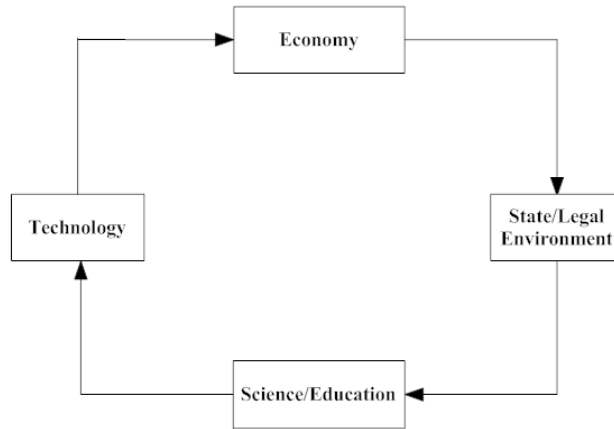 Economy
Technology
State/Legal
Environment
Science/Education